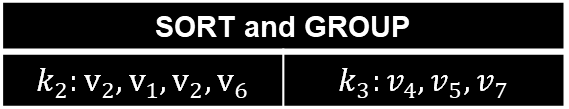 SORT and GROUP
k₂: v₂, v₁, v₂, v₆
k₃: v₄, v₅, v₇